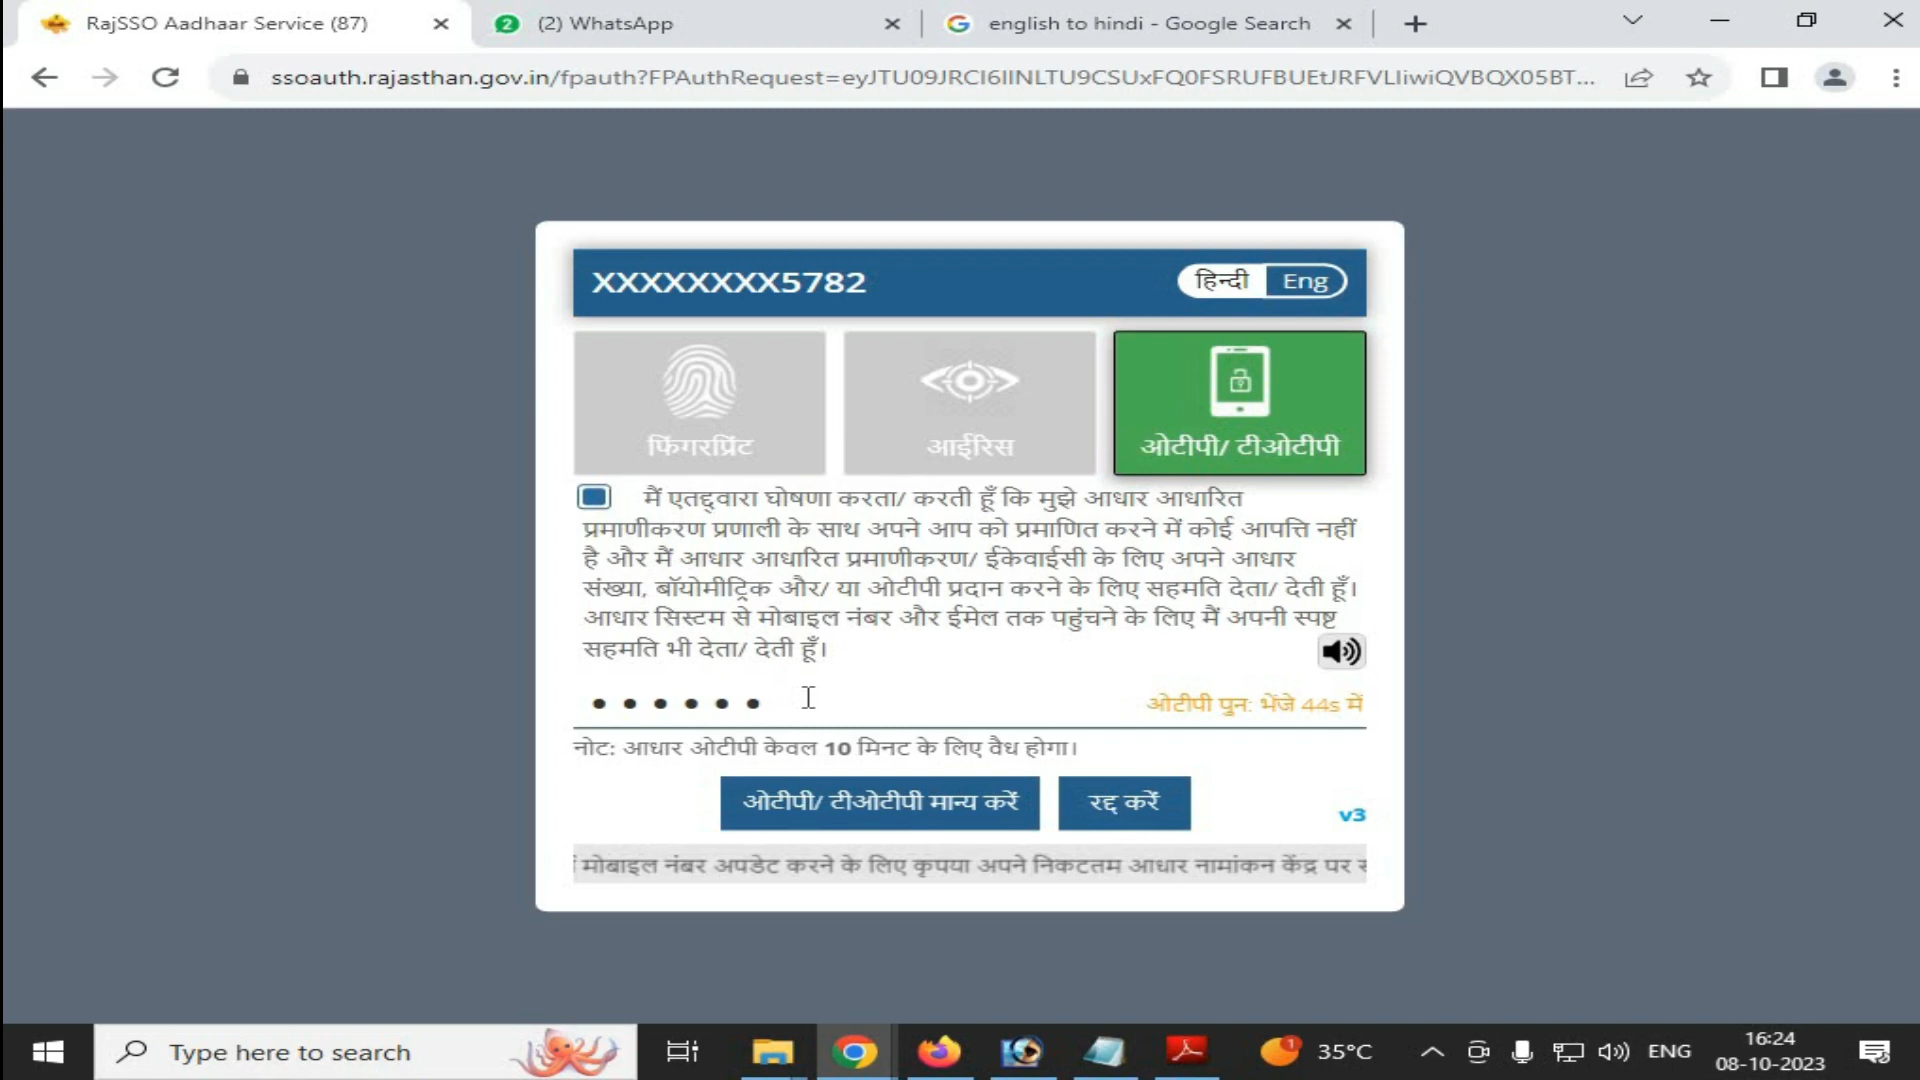 RajSSO Aadhaar Service (87)
(2) WhatsApp
english to hindi - Google Search
ssoauth.rajasthan.gov.in/fpauth?FPAuthRequest=eyJTU09JRCI6IlNLTU9CSUxFQ0FSRUFBUEtJRFVLIiwiQVBQX05BT...
XXXXXXXX5782
हिन्दी
Eng
फिंगरप्रिंट
आईरिस
ओटीपी/ टीओटीपी
मैं एतद्द्वारा घोषणा करता/ करती हूँ कि मुझे आधार आधारित
प्रमाणीकरण प्रणाली के साथ अपने आप को प्रमाणित करने में कोई आपत्ति नहीं
है और मैं आधार आधारित प्रमाणीकरण/ ईकेवाईसी के लिए अपने आधार
संख्या, बॉयोमीट्रिक और/ या ओटीपी प्रदान करने के लिए सहमति देता/ देती हूँ।
आधार सिस्टम से मोबाइल नंबर और ईमेल तक पहुंचने के लिए मैं अपनी स्पष्ट
सहमति भी देता/ देती हूँ।
ओटीपी पुन: भेंजे 44s में
नोट: आधार ओटीपी केवल 10 मिनट के लिए वैध होगा।
ओटीपी/ टीओटीपी मान्य करें
रद्द करें
v3
मोबाइल नंबर अपडेट करने के लिए कृपया अपने निकटतम आधार नामांकन केंद्र पर
Type here to search
35°C
ENG
16:24
08-10-2023